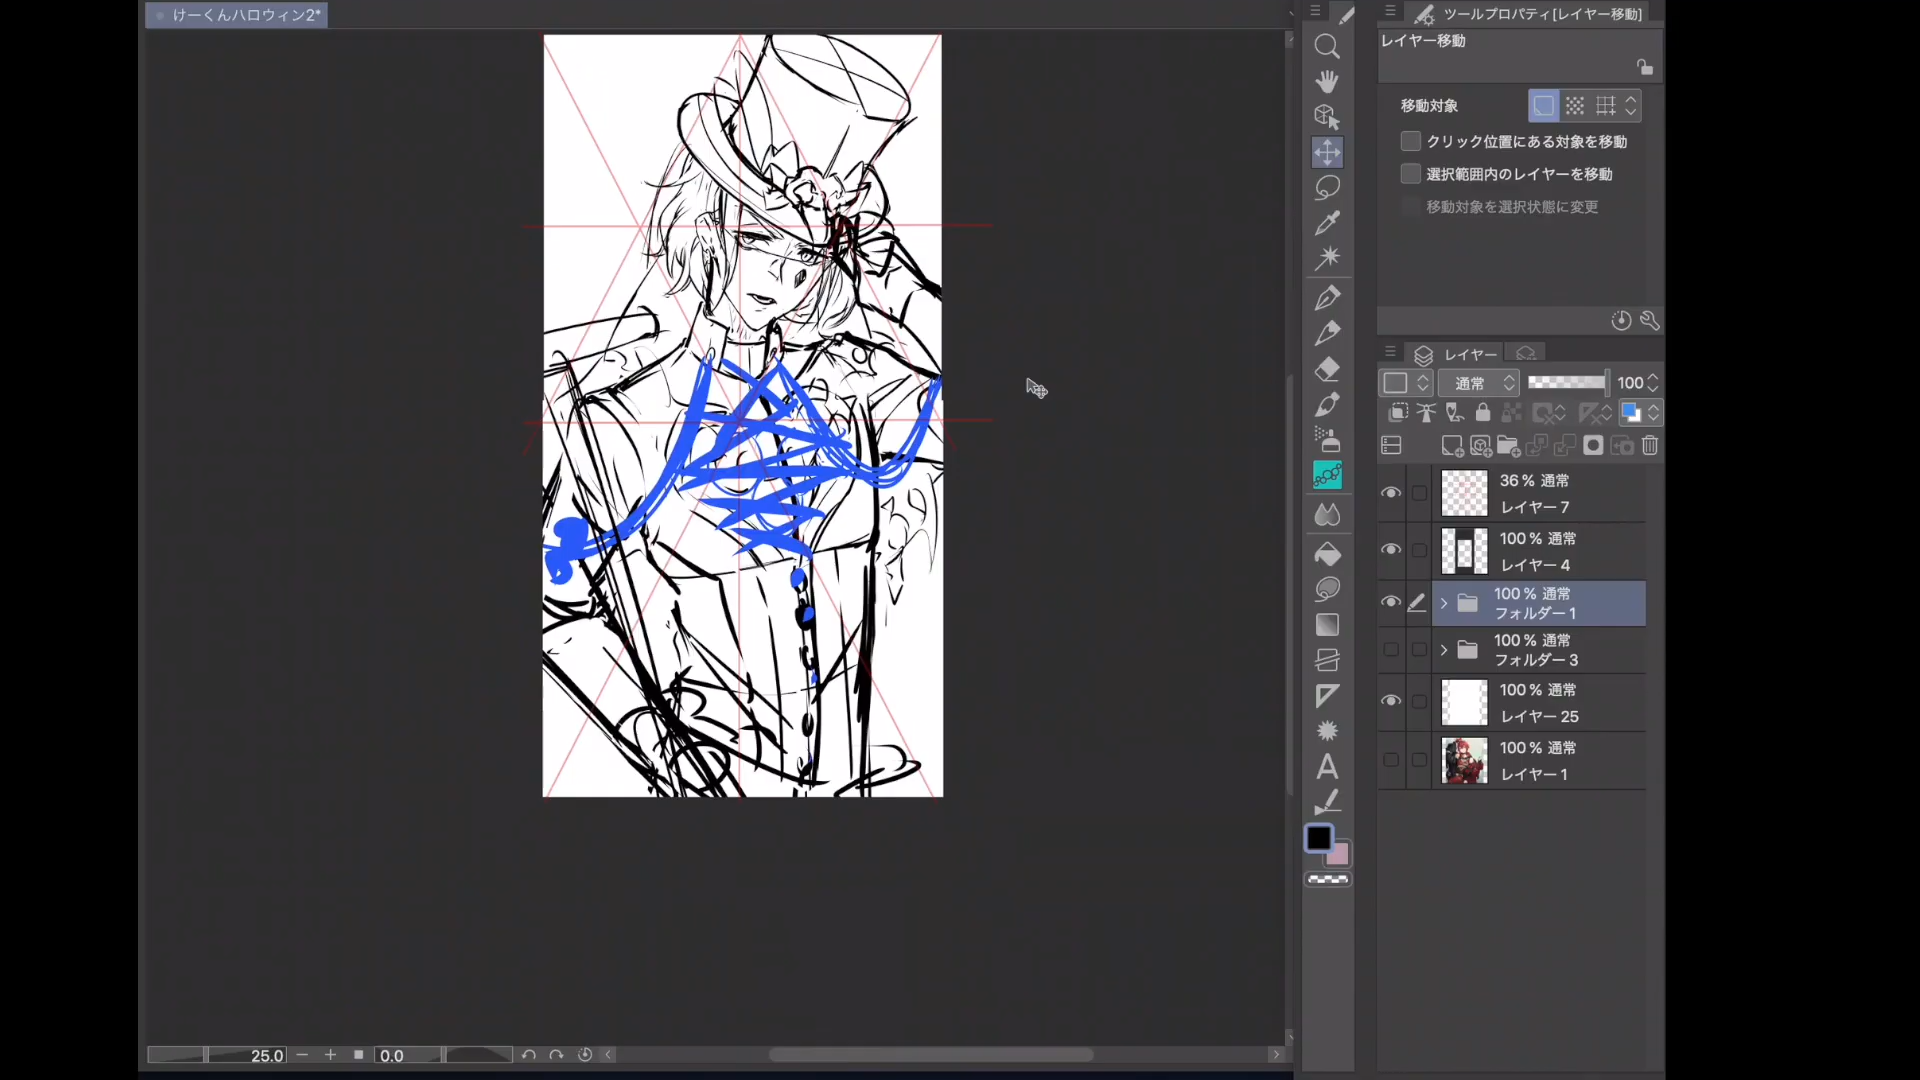 けーくんハロウィン2*
ツールプロパティ[レイヤー移動]
レイヤー移動
移動対象
クリック位置にある対象を移動
選択範囲内のレイヤーを移動
移動対象を選択状態に変更
レイヤー
通常
100
36 % 通常
レイヤー 7
100 % 通常
レイヤー 4
100 % 通常
フォルダー 1
100 % 通常
フォルダー 3
100 % 通常
レイヤー 25
100 % 通常
レイヤー 1
25.0
0.0